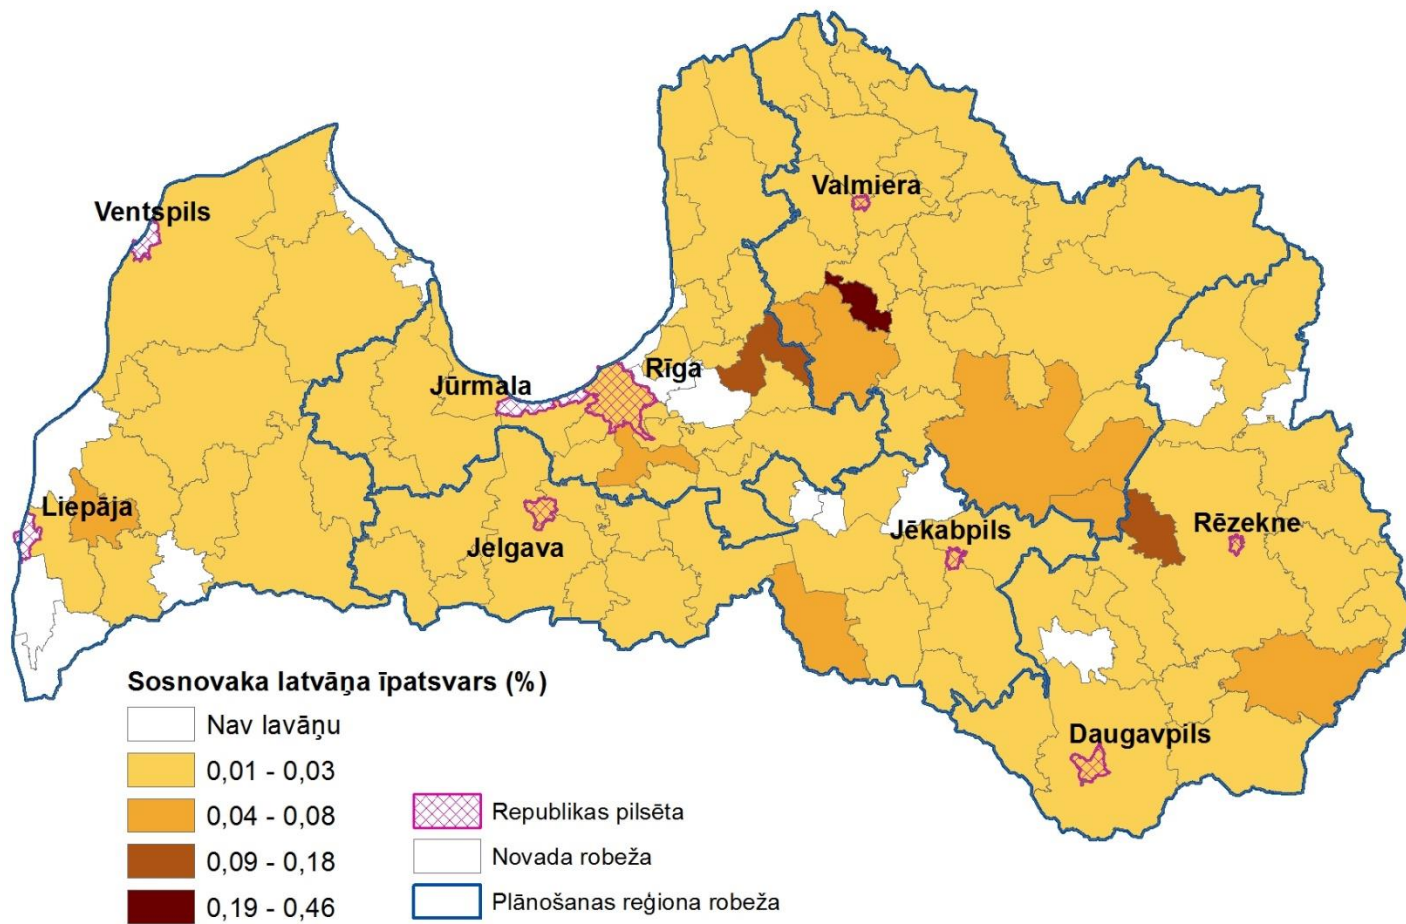 Valmiera
Ventspils
Rīga
Jūrmala
Liepāja
Jelgava
Jēkabpils
Rēzekne
Daugavpils
Sosnovaka latvāņa īpatsvars (%)
Nav lavāņu
0,01 - 0,03
0,04 - 0,08
0,09 - 0,18
0,19 - 0,46
Republikas pilsēta
Novada robeža
Plānošanas reģiona robeža